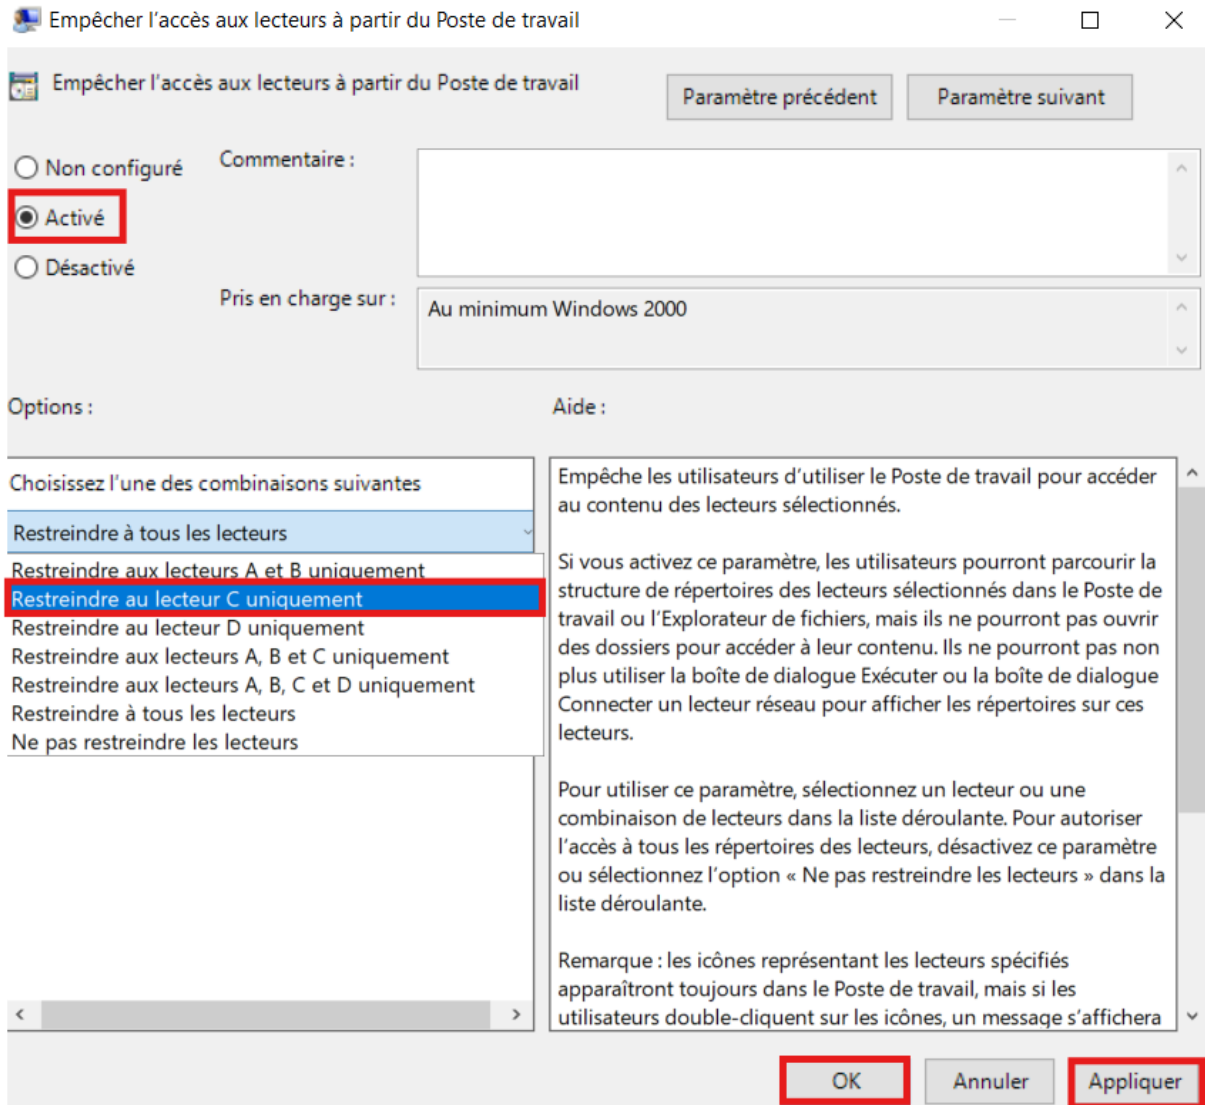 Empêcher l’accès aux lecteurs à partir du Poste de travail
Empêcher l’accès aux lecteurs à partir du Poste de travail
Paramètre précédent
Paramètre suivant
Non configuré
Activé
Désactivé
Commentaire :
Pris en charge sur :
Au minimum Windows 2000
Options :
Aide :
Choisissez l’une des combinaisons suivantes
Restreindre à tous les lecteurs
Restreindre aux lecteurs A et B uniquement
Restreindre au lecteur C uniquement
Restreindre au lecteur D uniquement
Restreindre aux lecteurs A, B et C uniquement
Restreindre aux lecteurs A, B, C et D uniquement
Restreindre à tous les lecteurs
Ne pas restreindre les lecteurs
Empêche les utilisateurs d’utiliser le Poste de travail pour accéder
au contenu des lecteurs sélectionnés.
Si vous activez ce paramètre, les utilisateurs pourront parcourir la
structure de répertoires des lecteurs sélectionnés dans le Poste de
travail ou l’Explorateur de fichiers, mais ils ne pourront pas ouvrir
des dossiers pour accéder à leur contenu. Ils ne pourront pas non
plus utiliser la boîte de dialogue Exécuter ou la boîte de dialogue
Connecter un lecteur réseau pour afficher les répertoires sur ces
lecteurs.
Pour utiliser ce paramètre, sélectionnez un lecteur ou une
combinaison de lecteurs dans la liste déroulante. Pour autoriser
l’accès à tous les répertoires des lecteurs, désactivez ce paramètre
ou sélectionnez l’option « Ne pas restreindre les lecteurs » dans la
liste déroulante.
Remarque : les icônes représentant les lecteurs spécifiés
apparaîtront toujours dans le Poste de travail, mais si les
utilisateurs double-cliquent sur les icônes, un message s’affichera
OK
Annuler
Appliquer